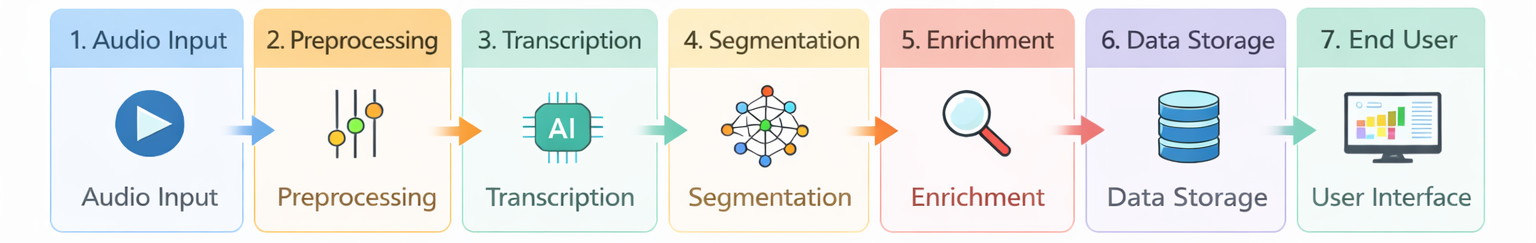 1. Audio Input
2. Preprocessing
3. Transcription
4. Segmentation
5. Enrichment
6. Data Storage
7. End User
AI
Audio Input
Preprocessing
Transcription
Segmentation
Enrichment
Data Storage
User Interface